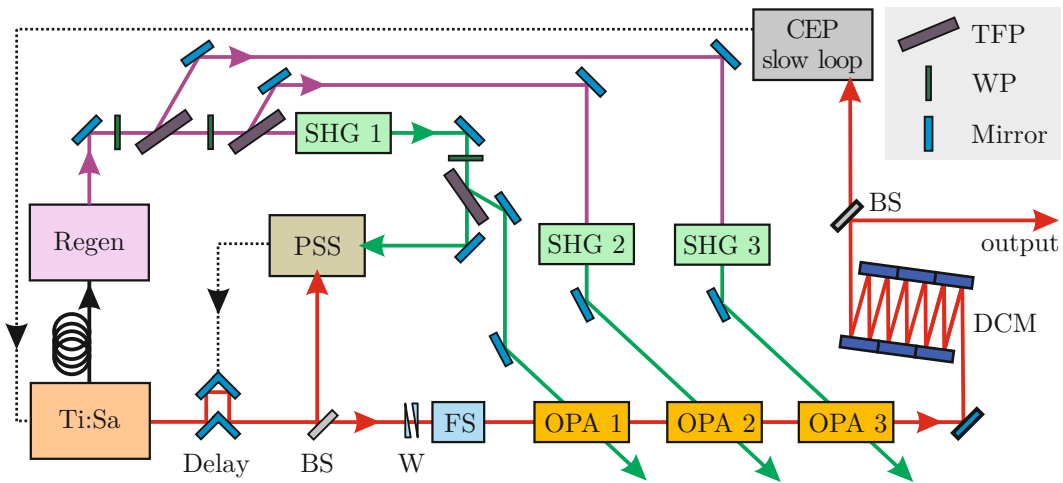 CEP
slow loop
TFP
WP
Mirror
SHG 1
Regen
PSS
SHG 2
SHG 3
BS
output
DCM
Ti:Sa
Delay
BS
W
FS
OPA 1
OPA 2
OPA 3